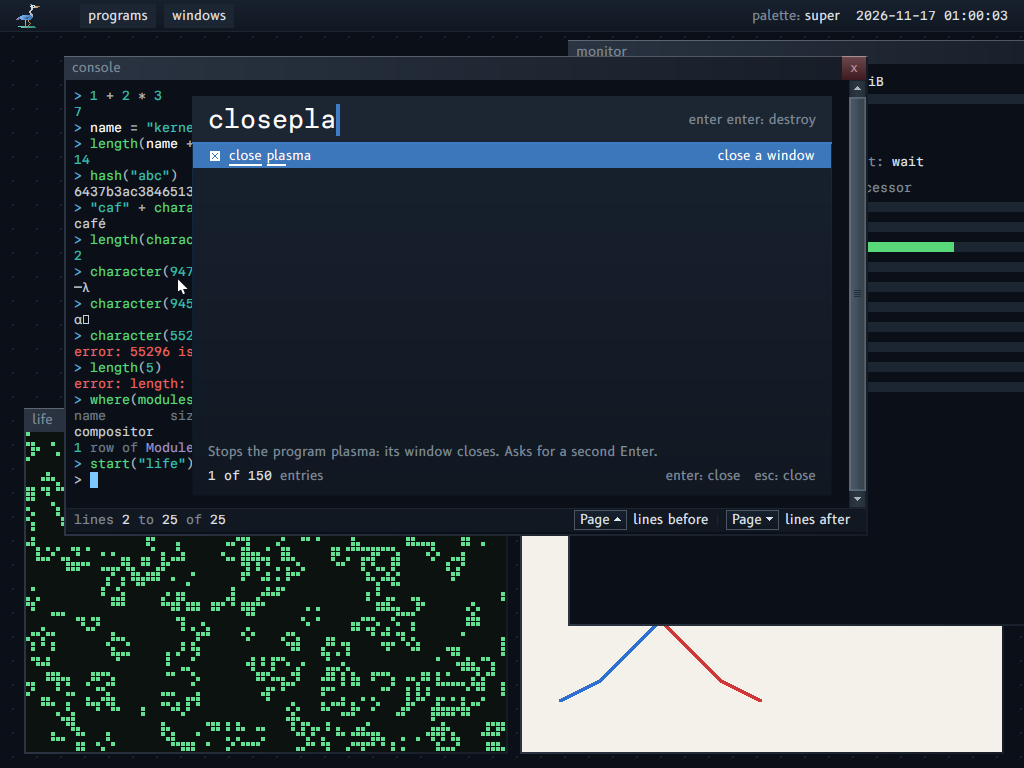 programs windows palette: super 2026-11-17 01:00:03
monitor
console x
iB
> 1 + 2 * 3
7
> name = "kerne
> length(name +
14
> hash("abc")
6437b3ac3846513
> "caf" + chara
café
> length(charac
2
> character(947
—λ
> character(945
α
> character(552
error: 55296 is
> length(5)
error: length:
> where(modules
name siz
compositor
1 row of Module
> start("life")
>
closepla enter enter: destroy
close plasma close a window
t: wait
cessor
Stops the program plasma: its window closes. Asks for a second Enter.
1 of 150 entries enter: close esc: close
lines 2 to 25 of 25 Page lines before Page lines after
life